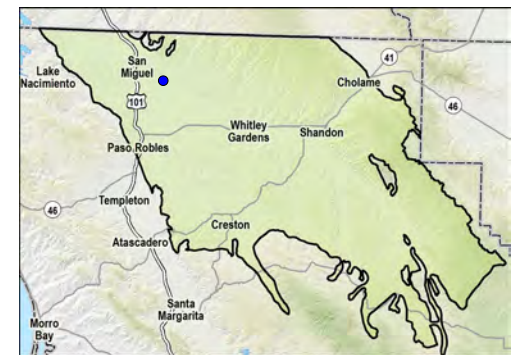 San
Miguel
41
Lake
Nacimiento
Cholame
101
46
Whitley
Gardens
Shandon
Paso Robles
Templeton
46
Creston
Atascadero
Santa
Margarita
Morro
Bay